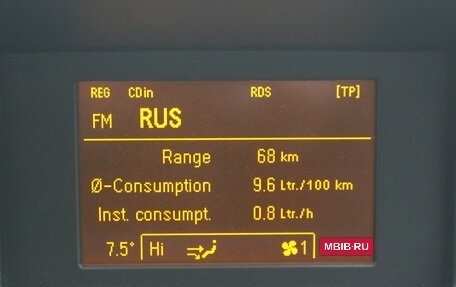 REG CDin RDS [TP]
FM RUS
Range 68 km
Ø-Consumption 9.6 Ltr./100 km
Inst. consumpt. 0.8 Ltr./h
7.5° Hi 1 MBIB·RU